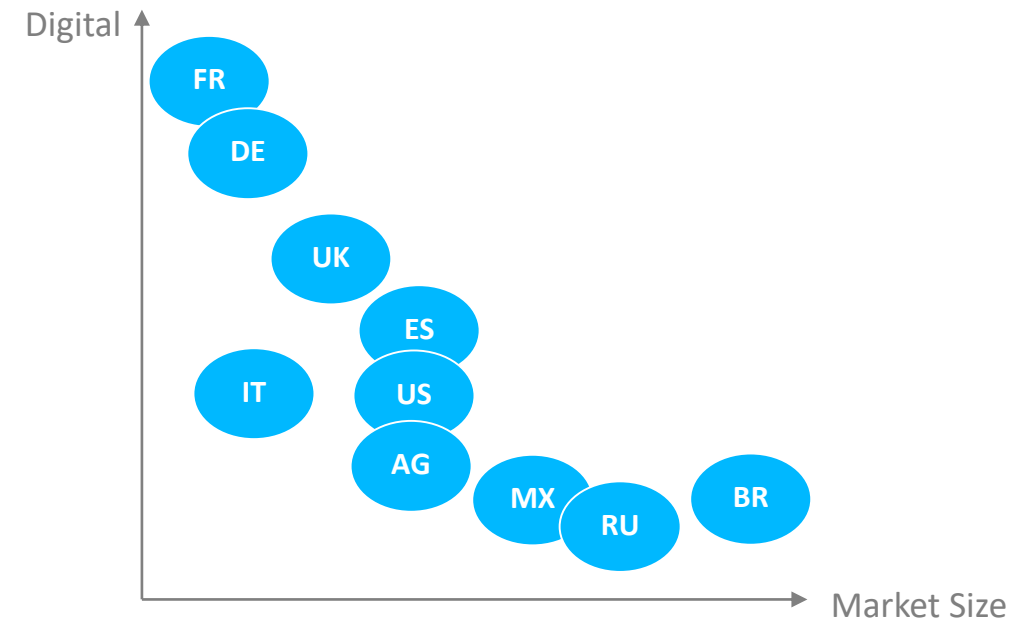 Digital
FR
DE
UK
ES
IT
US
AG
MX
BR
RU
Market Size